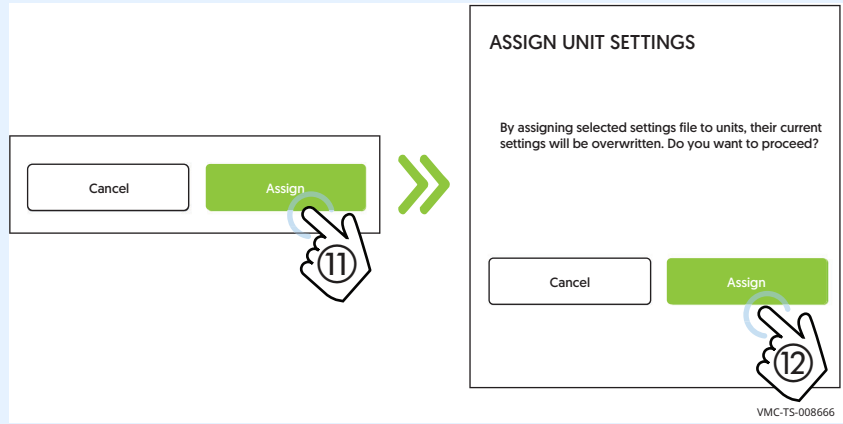 Cancel
Assign
⑪
ASSIGN UNIT SETTINGS
By assigning selected settings file to units, their current
settings will be overwritten. Do you want to proceed?
Cancel
Assign
⑫
VMC-TS-008666